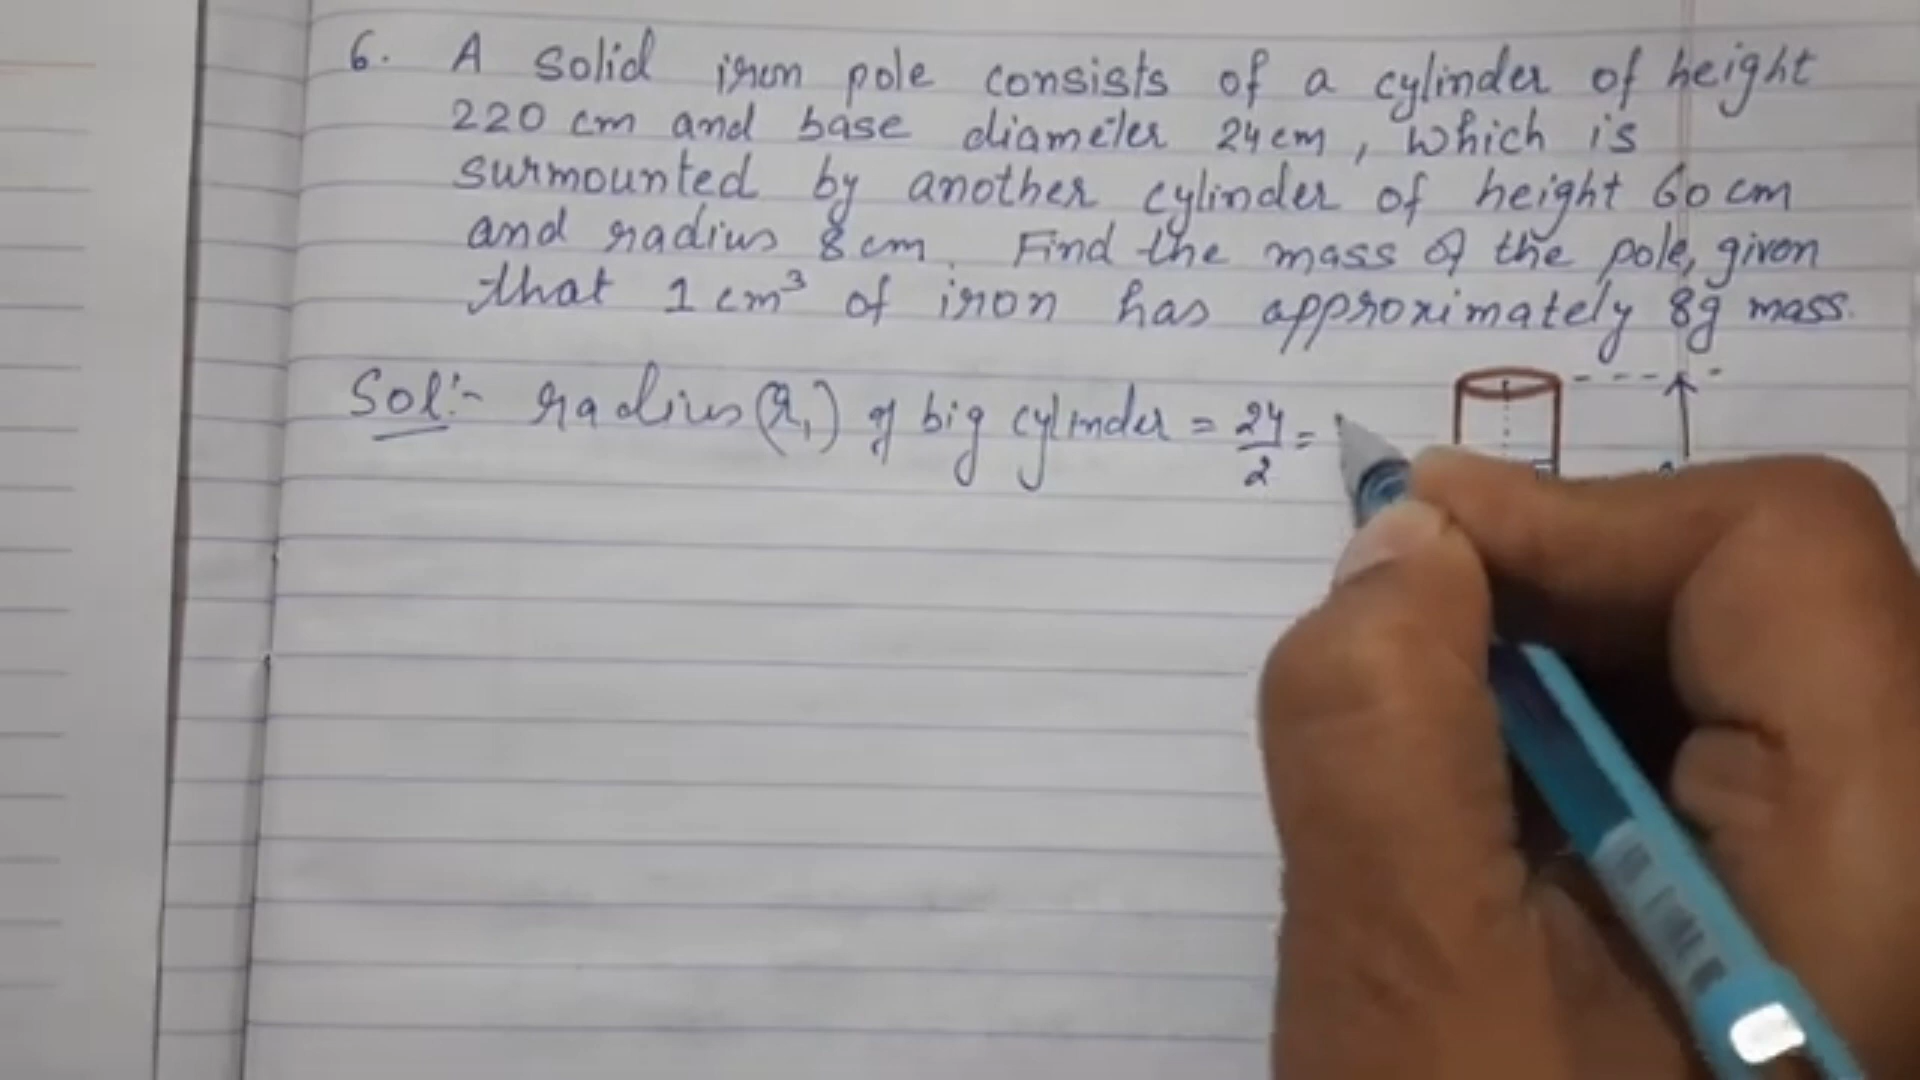 6. A solid iron pole consists of a cylinder of height
220 cm and base diameter 24 cm, which is
surmounted by another cylinder of height 60 cm
and radius 8 cm. Find the mass of the pole, given
that 1 cm³ of iron has approximately 8g mass.
Sol:- radius (r₁) of big cylinder = 24/2 =